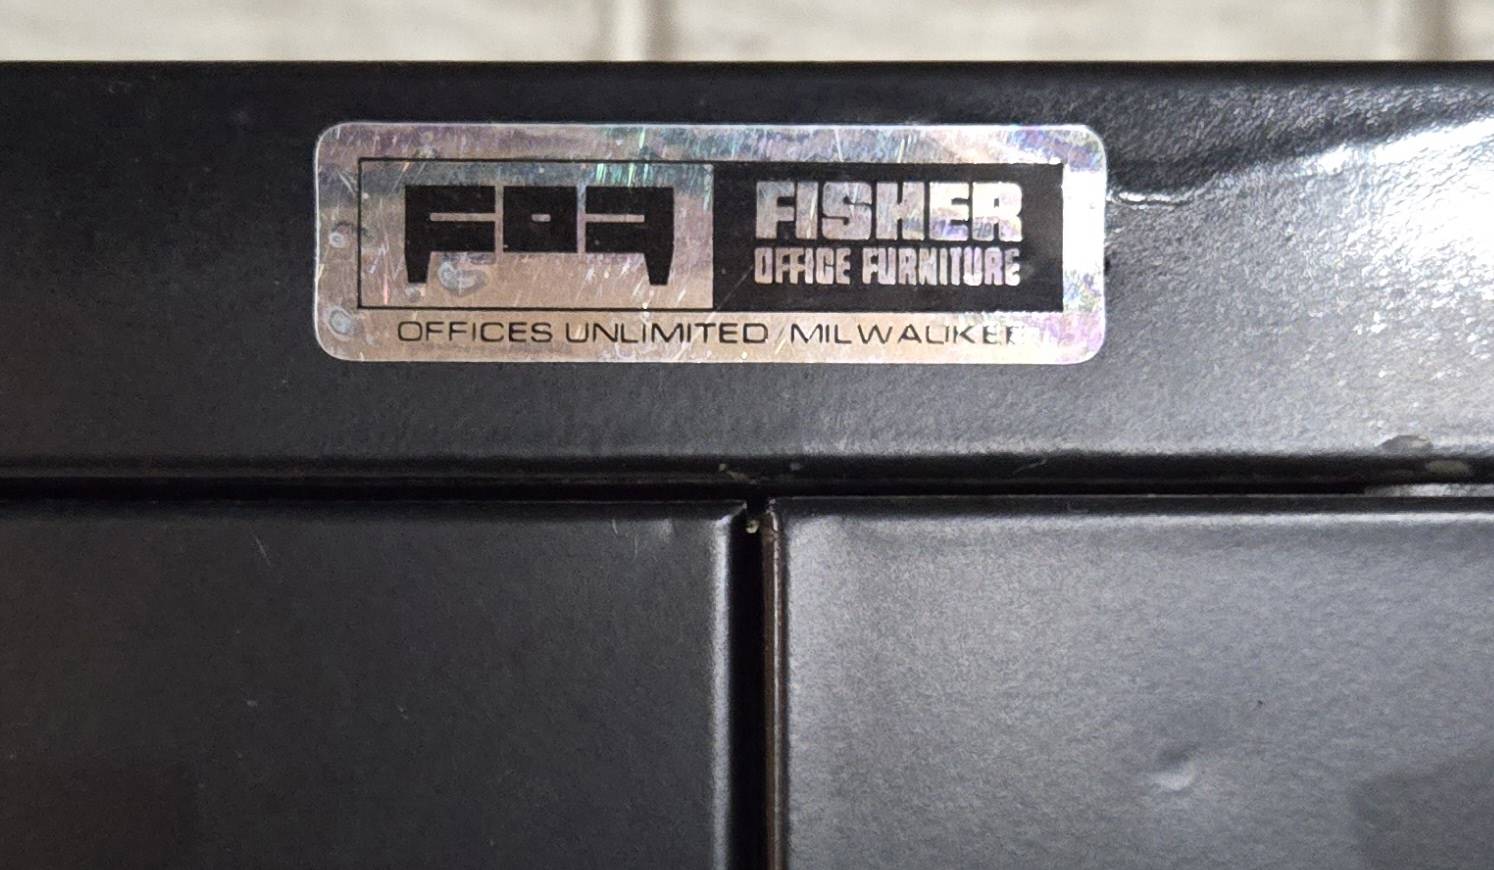 FOF
FISHER
OFFICE FURNITURE
OFFICES UNLIMITED / MILWAUKEE